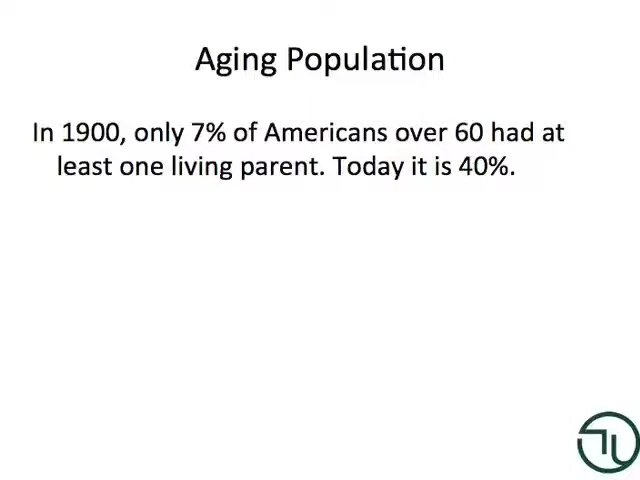 Aging Population
In 1900, only 7% of Americans over 60 had at
least one living parent. Today it is 40%.